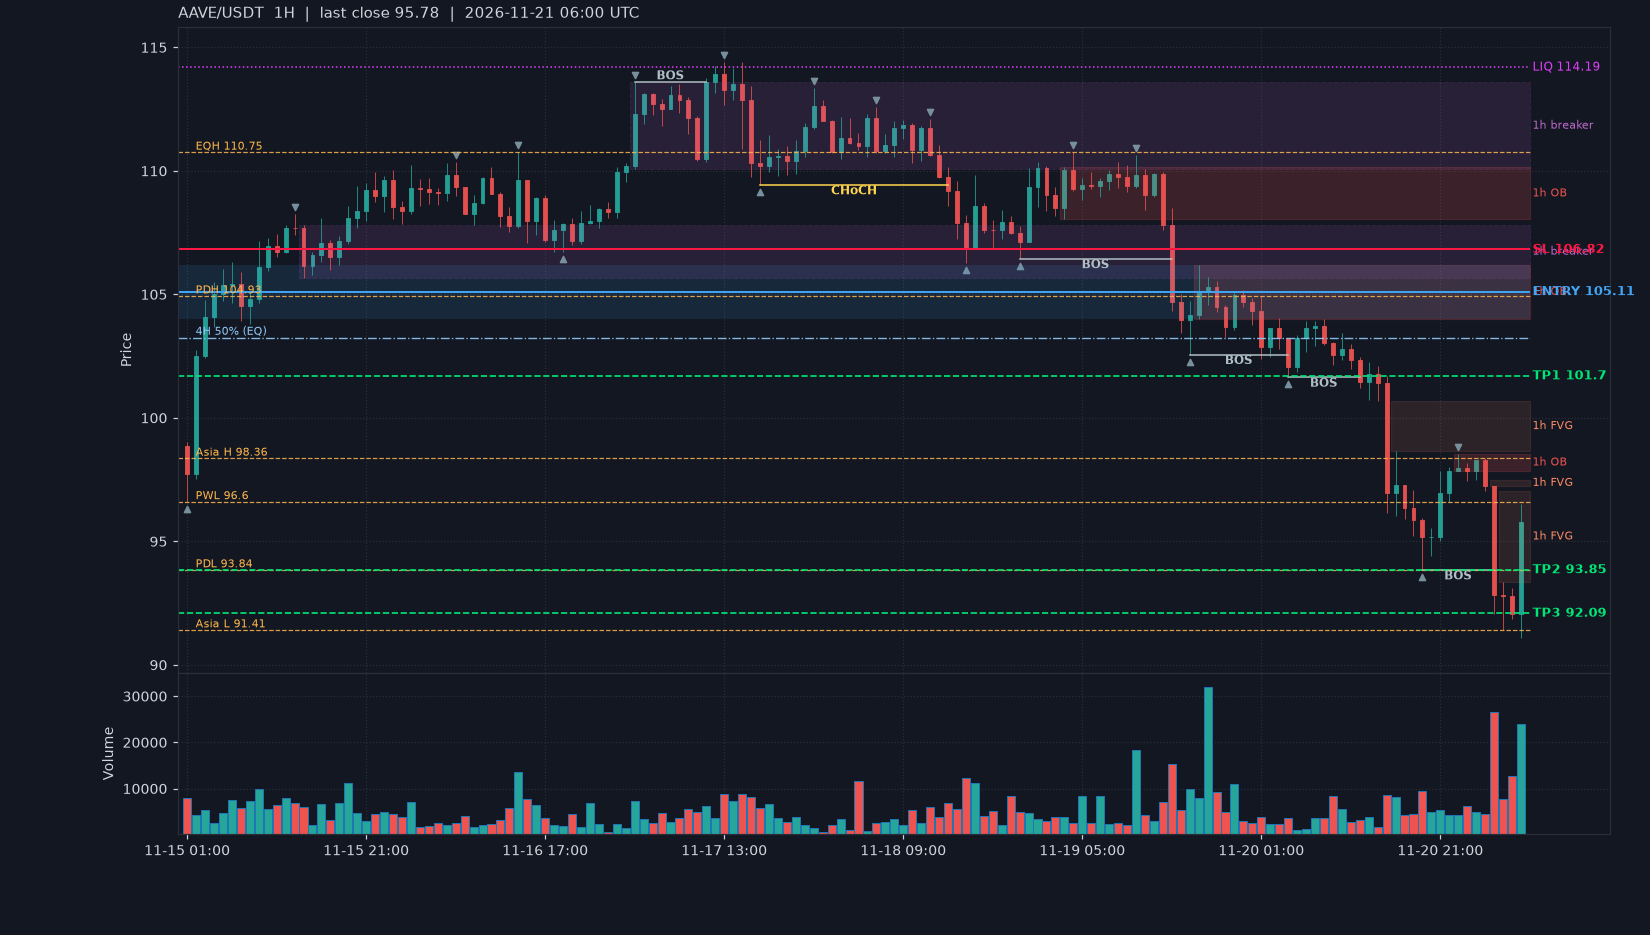 AAVE/USDT 1H | last close 95.78 | 2026-11-21 06:00 UTC
115
LIQ 114.19
BOS
1h breaker
EQH 110.75
110
1h OB
CHoCH
SL 106.82
1h breaker
BOS
105
PDH 104.93
ENTRY 105.11
4H 50% (EQ)
Price
BOS
TP1 101.7
BOS
100
1h FVG
Asia H 98.36
1h OB
1h FVG
PWL 96.6
1h FVG
95
PDL 93.84
TP2 93.85
BOS
TP3 92.09
Asia L 91.41
90
30000
20000
10000
Volume
11-15 01:00
11-15 21:00
11-16 17:00
11-17 13:00
11-18 09:00
11-19 05:00
11-20 01:00
11-20 21:00